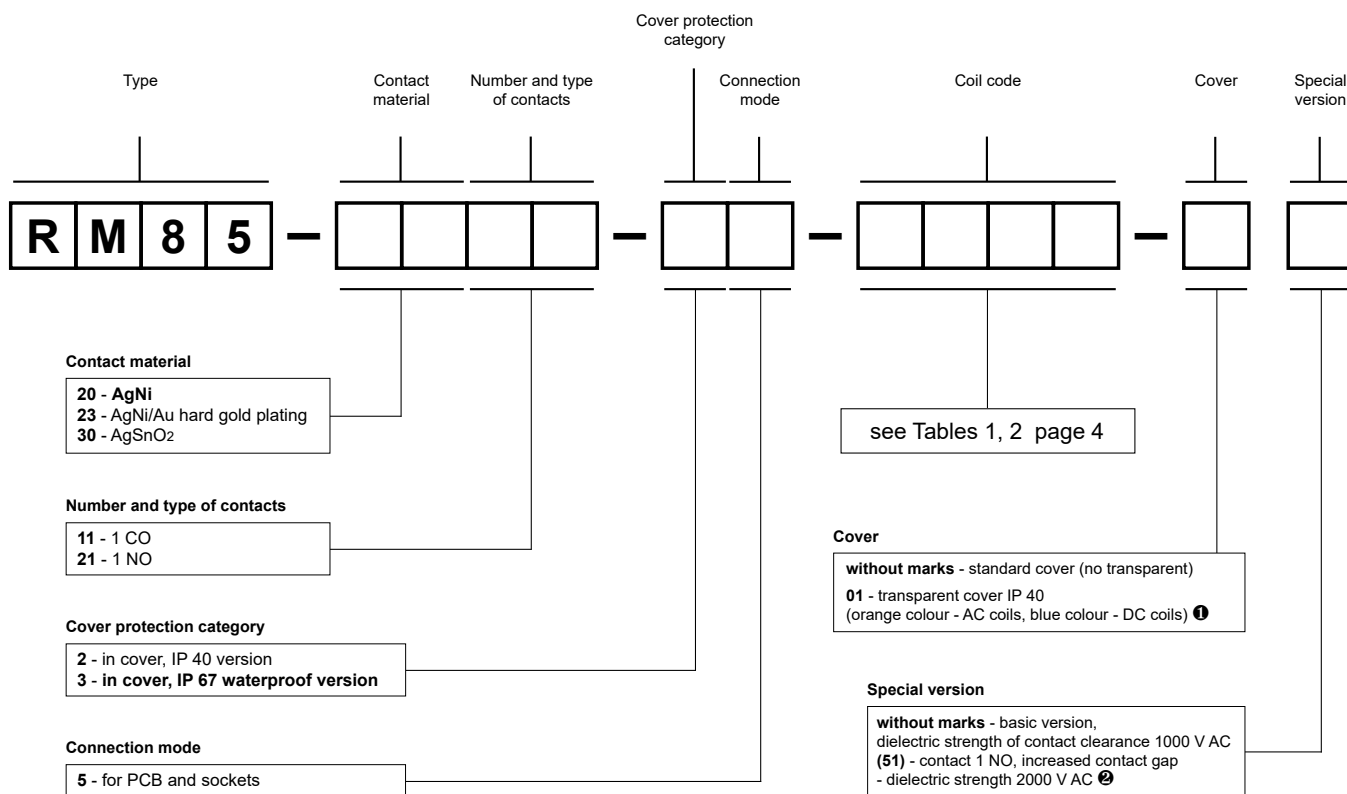 Cover protection
category
Type
Contact
material
Number and type
of contacts
Connection
mode
Coil code
Cover
Special
version
R M 8 5 – – – –
Contact material
20 - AgNi
23 - AgNi/Au hard gold plating
30 - AgSnO2
see Tables 1, 2 page 4
Number and type of contacts
11 - 1 CO
21 - 1 NO
Cover
without marks - standard cover (no transparent)
01 - transparent cover IP 40
(orange colour - AC coils, blue colour - DC coils) ❶
Cover protection category
2 - in cover, IP 40 version
3 - in cover, IP 67 waterproof version
Special version
without marks - basic version,
dielectric strength of contact clearance 1000 V AC
(51) - contact 1 NO, increased contact gap
- dielectric strength 2000 V AC ❷
Connection mode
5 - for PCB and sockets